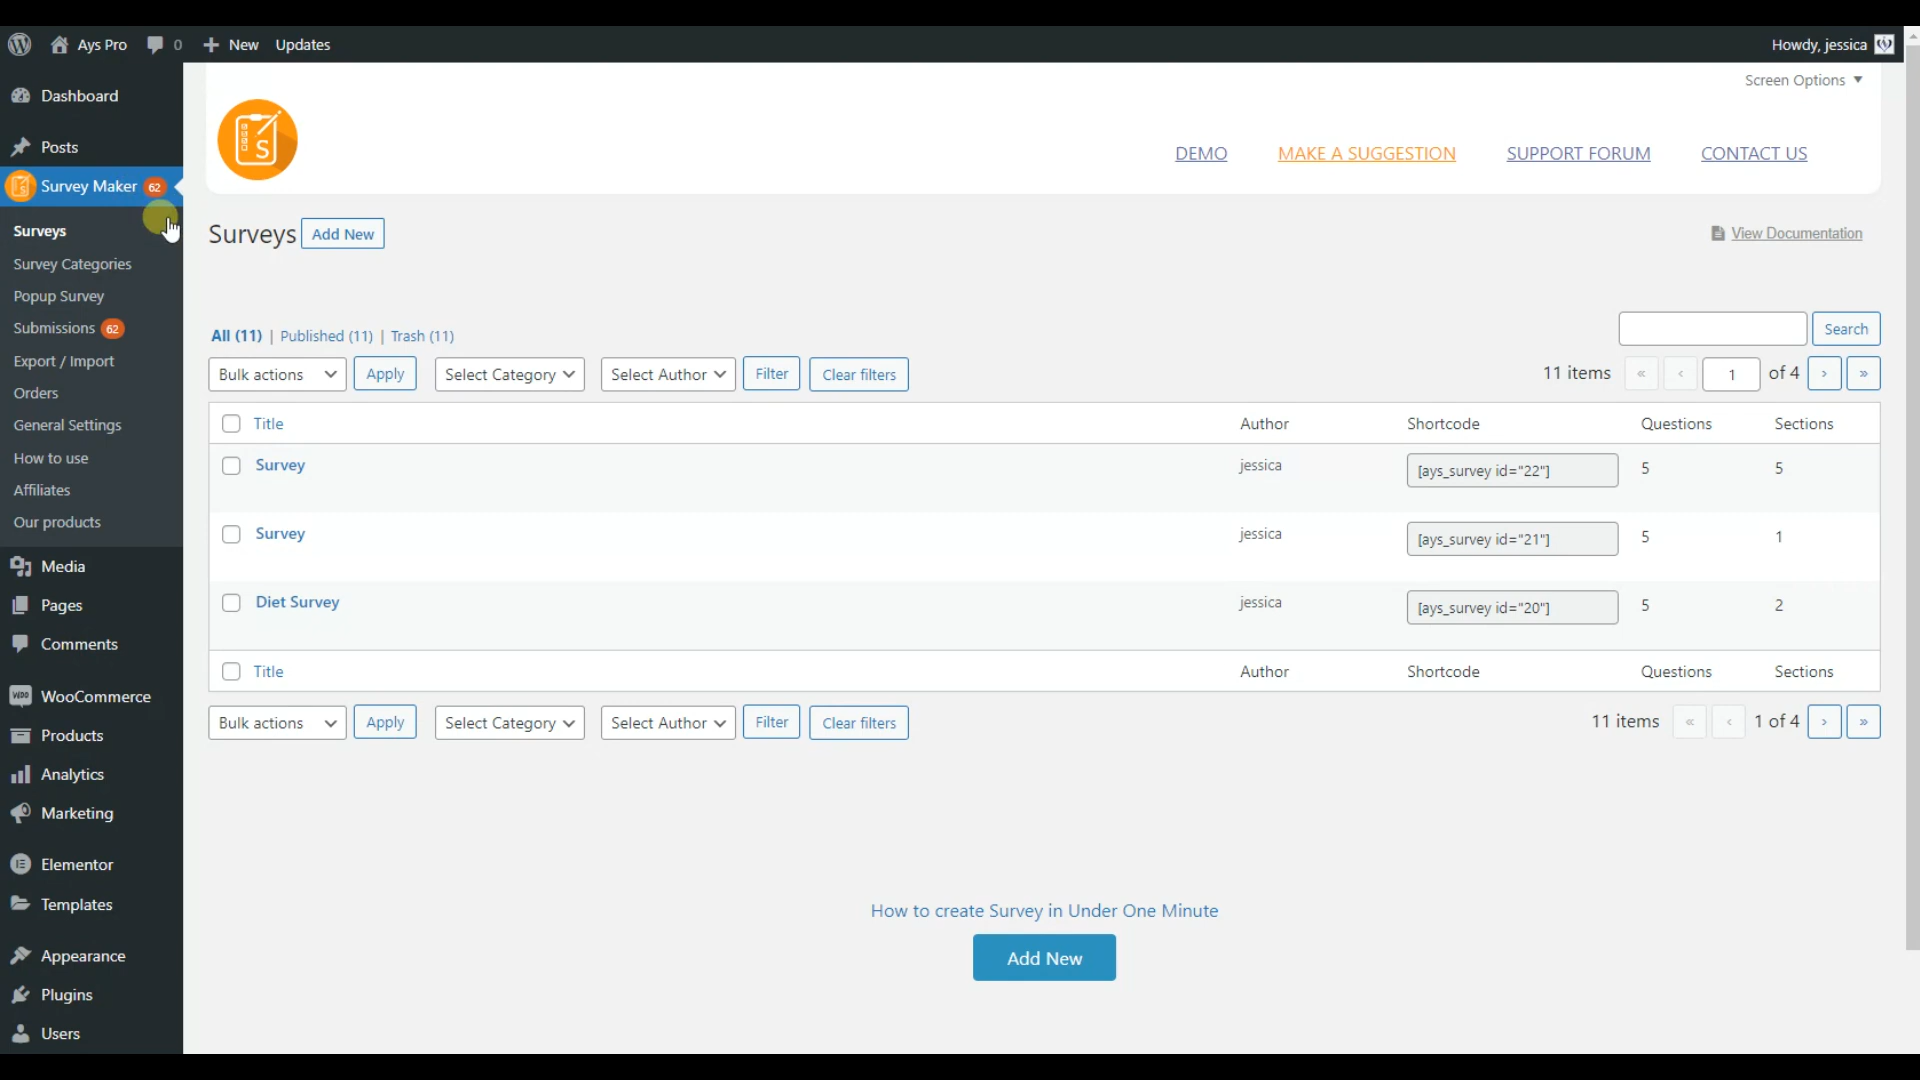 Ays Pro 0 New Updates Howdy, jessica
Screen Options
Dashboard
Posts
Survey Maker 62
Surveys
Survey Categories
Popup Survey
Submissions 62
Export / Import
Orders
General Settings
How to use
Affiliates
Our products
Media
Pages
Comments
WooCommerce
Products
Analytics
Marketing
Elementor
Templates
Appearance
Plugins
Users
S
DEMO MAKE A SUGGESTION SUPPORT FORUM CONTACT US
Surveys Add New View Documentation
All (11) | Published (11) | Trash (11) Search
Bulk actions Apply Select Category Select Author Filter Clear filters 11 items « ‹ 1 of 4 › »
Title Author Shortcode Questions Sections
Survey jessica [ays_survey id="22"] 5 5
Survey jessica [ays_survey id="21"] 5 1
Diet Survey jessica [ays_survey id="20"] 5 2
Title Author Shortcode Questions Sections
Bulk actions Apply Select Category Select Author Filter Clear filters 11 items « ‹ 1 of 4 › »
How to create Survey in Under One Minute
Add New